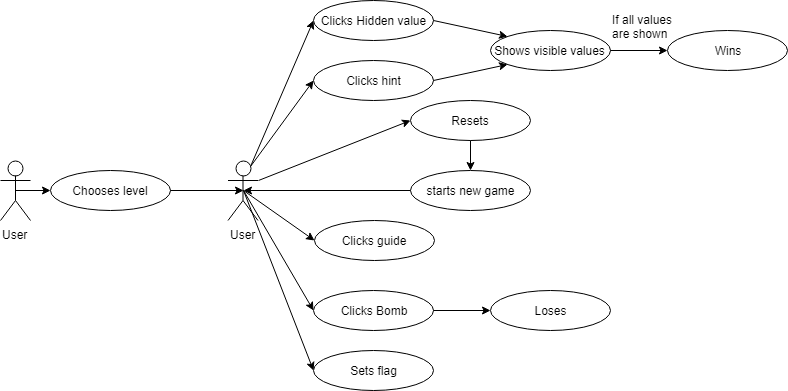 Clicks Hidden value
If all values
are shown
Shows visible values
Wins
Clicks hint
Resets
Chooses level
starts new game
User
User
Clicks guide
Clicks Bomb
Loses
Sets flag